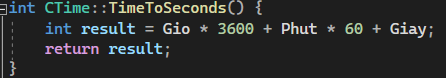 int CTime::TimeToSeconds() {
    int result = Gio * 3600 + Phut * 60 + Giay;
    return result;
}